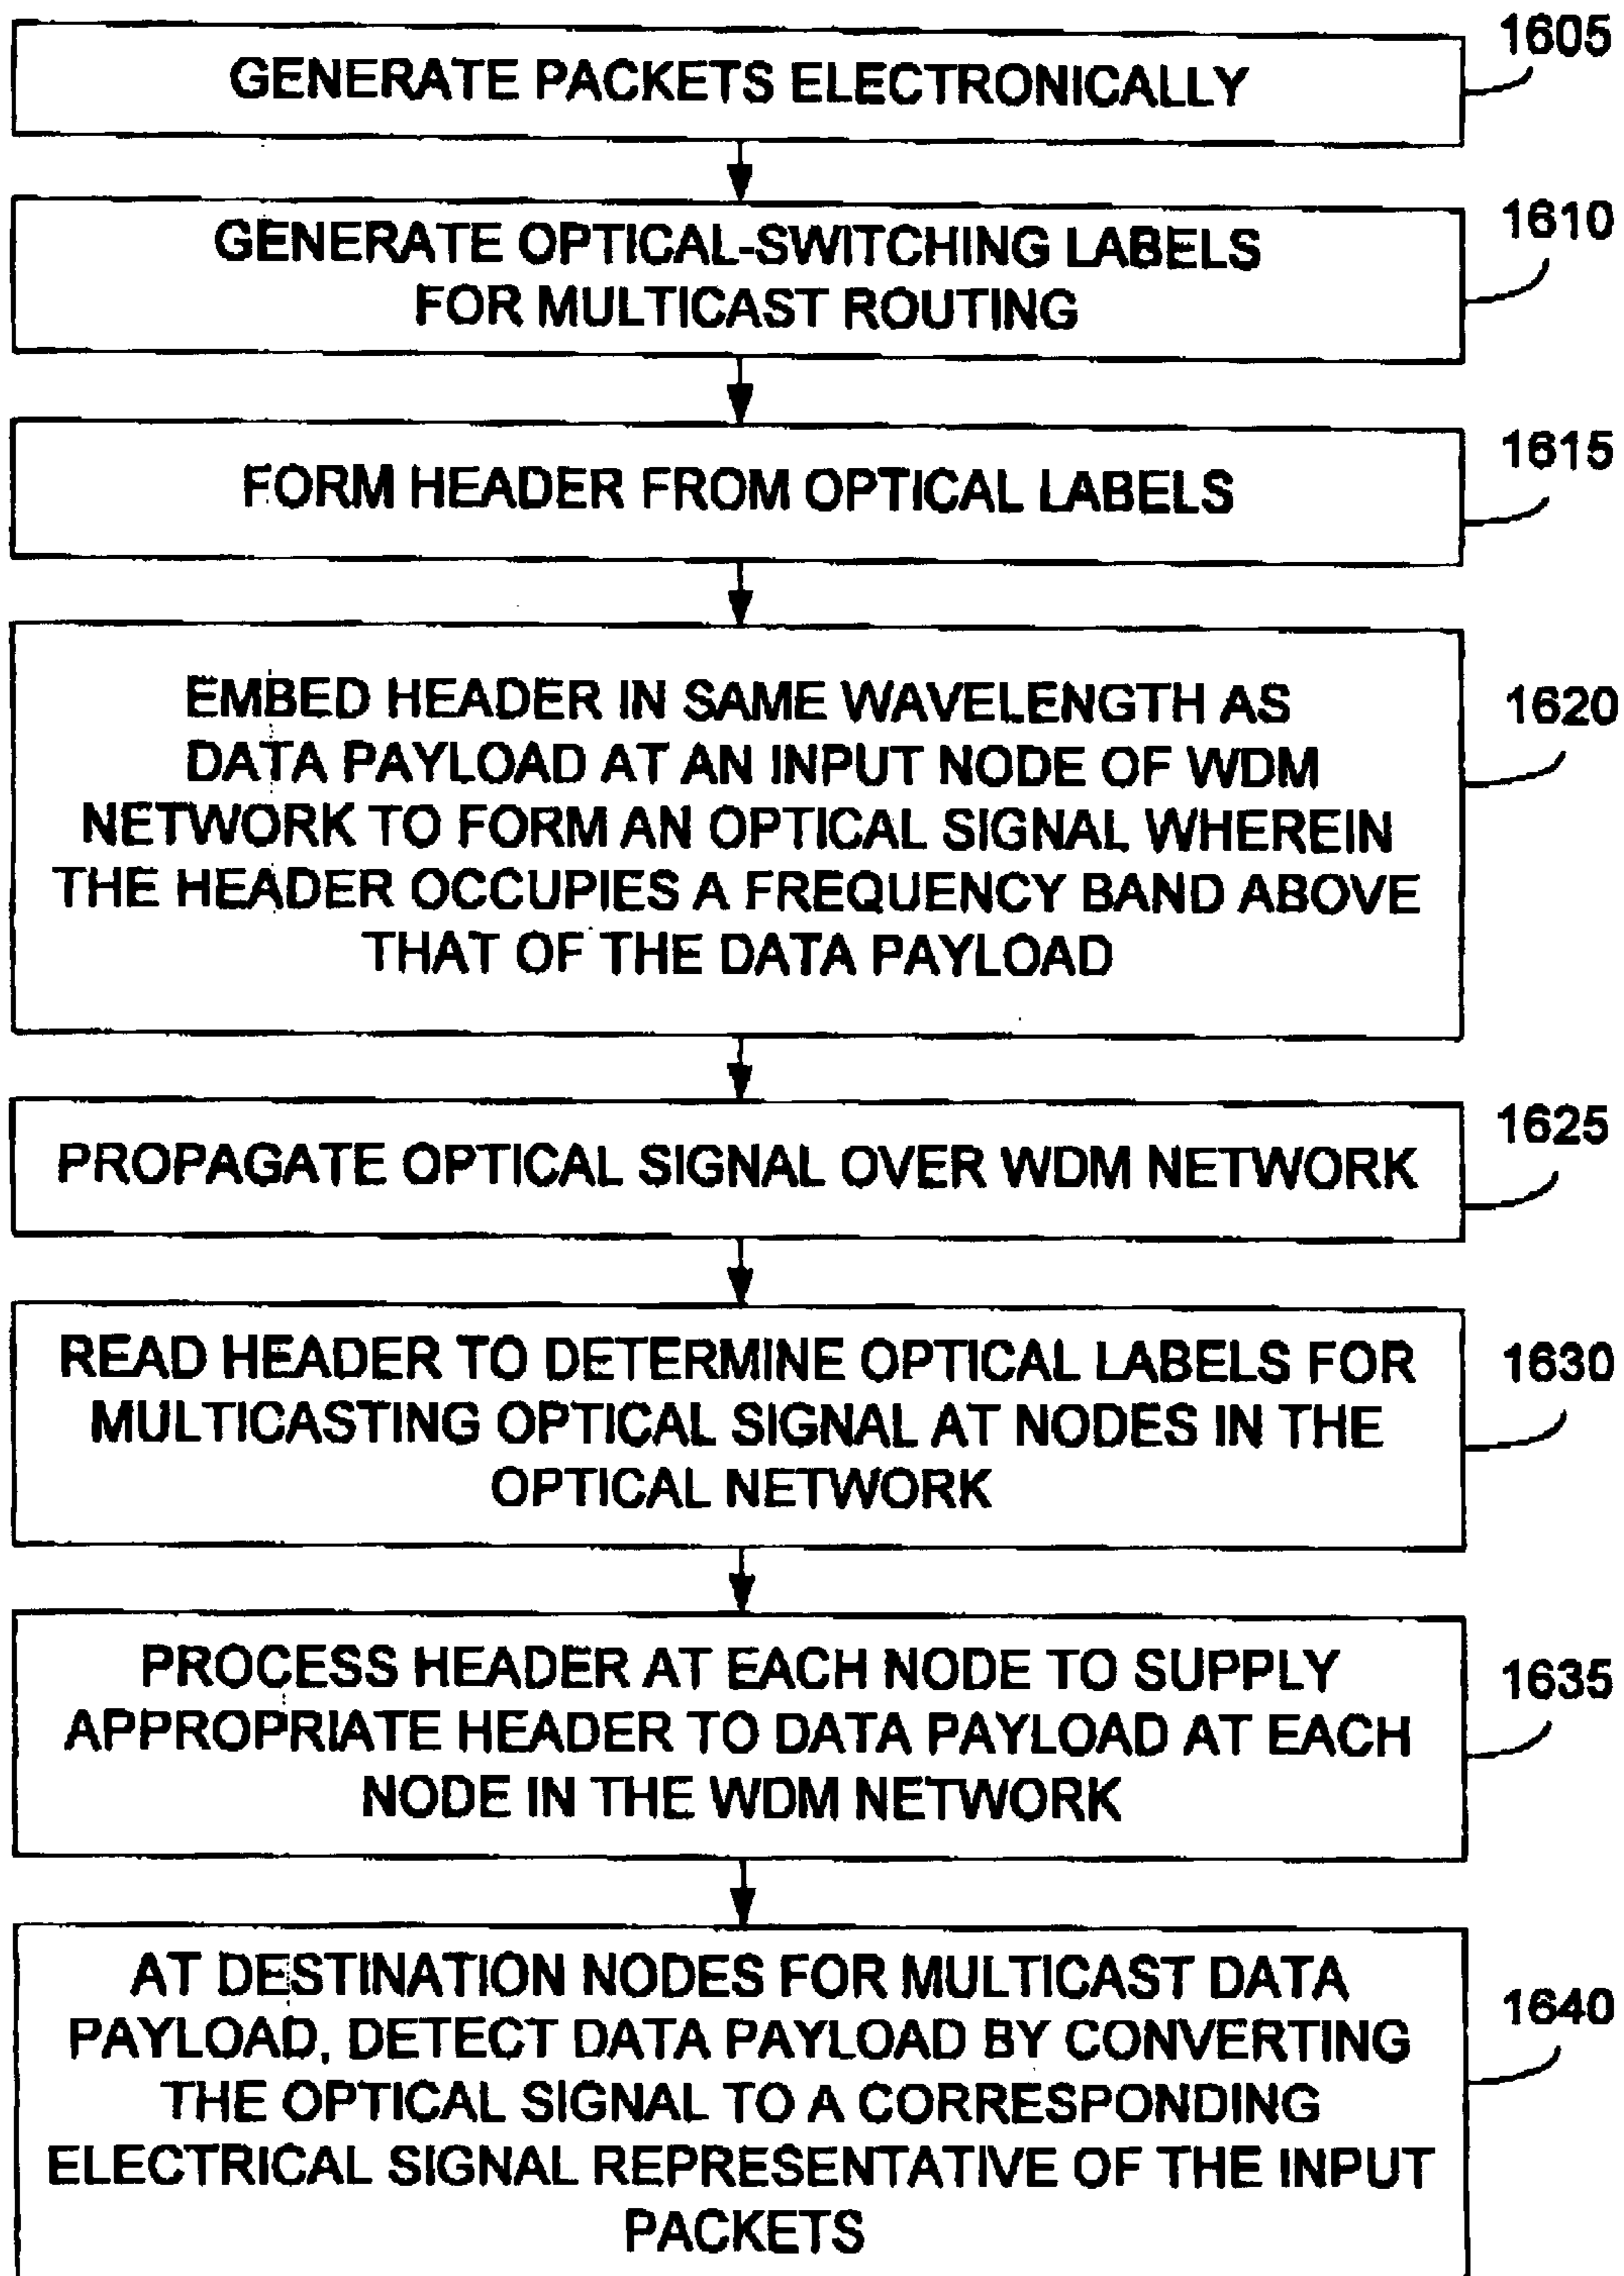 1605
GENERATE PACKETS ELECTRONICALLY
1610
GENERATE OPTICAL-SWITCHING LABELS
FOR MULTICAST ROUTING
1615
FORM HEADER FROM OPTICAL LABELS
1620
EMBED HEADER IN SAME WAVELENGTH AS
DATA PAYLOAD AT AN INPUT NODE OF WDM
NETWORK TO FORM AN OPTICAL SIGNAL WHEREIN
THE HEADER OCCUPIES A FREQUENCY BAND ABOVE
THAT OF THE DATA PAYLOAD
1625
PROPAGATE OPTICAL SIGNAL OVER WDM NETWORK
1630
READ HEADER TO DETERMINE OPTICAL LABELS FOR
MULTICASTING OPTICAL SIGNAL AT NODES IN THE
OPTICAL NETWORK
1635
PROCESS HEADER AT EACH NODE TO SUPPLY
APPROPRIATE HEADER TO DATA PAYLOAD AT EACH
NODE IN THE WDM NETWORK
1640
AT DESTINATION NODES FOR MULTICAST DATA
PAYLOAD, DETECT DATA PAYLOAD BY CONVERTING
THE OPTICAL SIGNAL TO A CORRESPONDING
ELECTRICAL SIGNAL REPRESENTATIVE OF THE INPUT
PACKETS